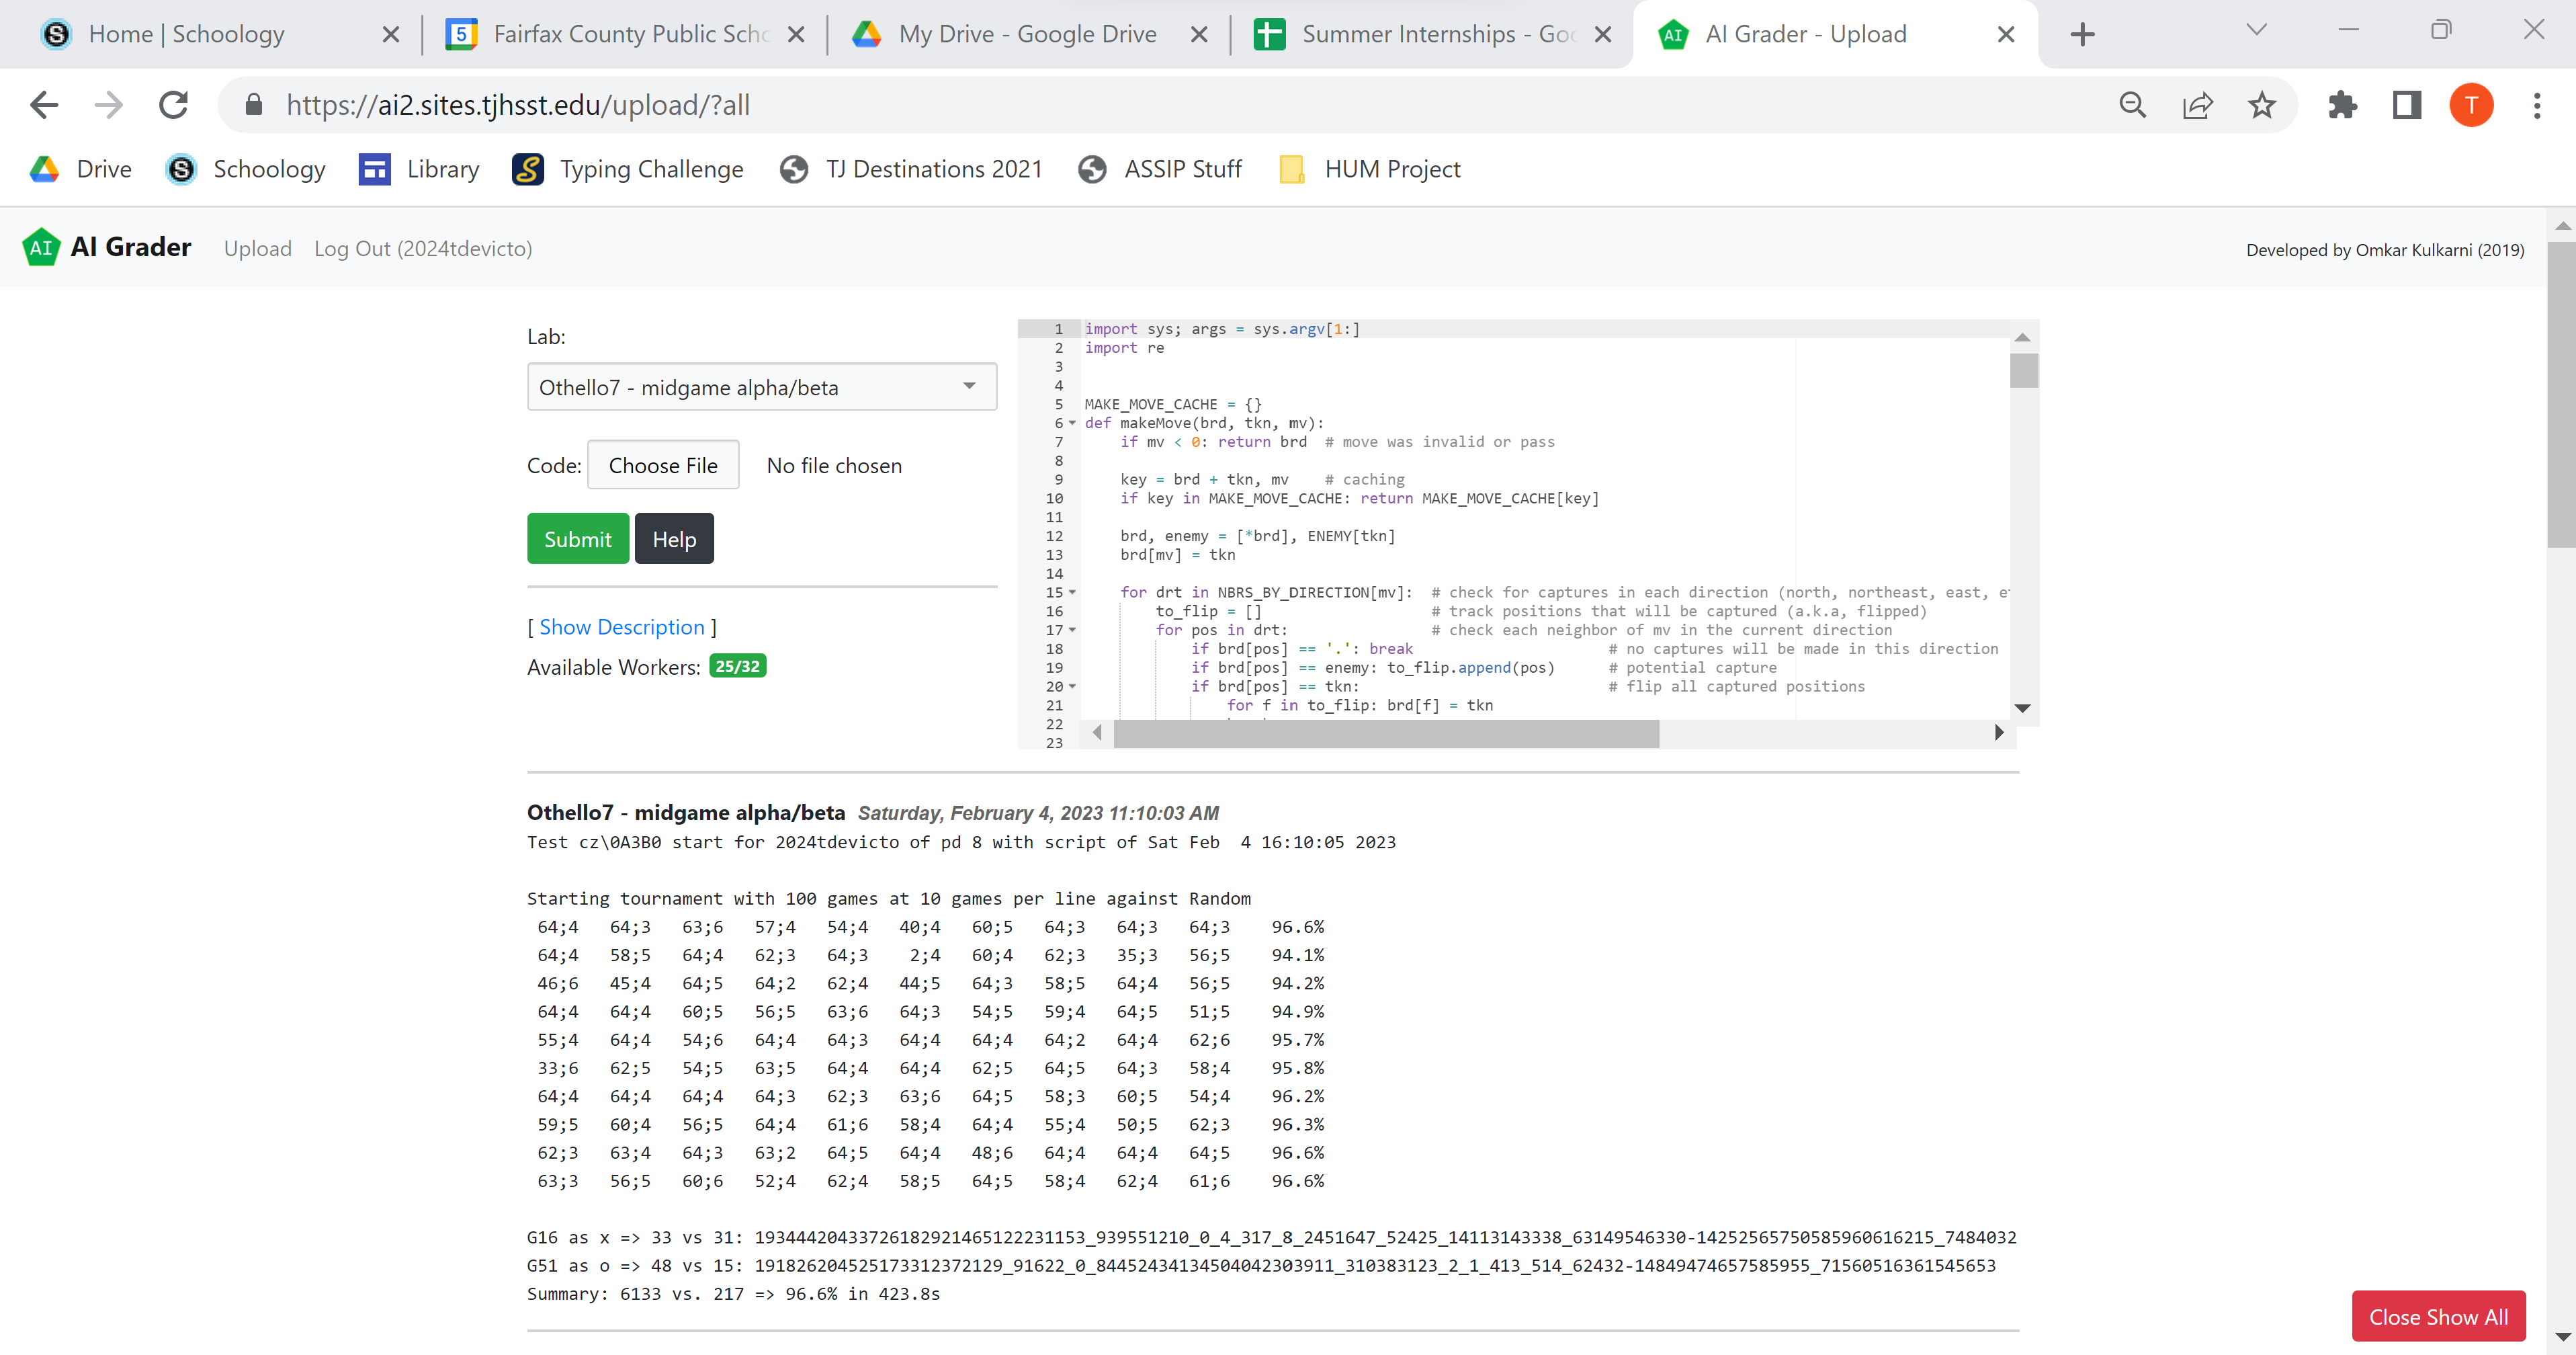 Home | Schoology
Fairfax County Public Scho
My Drive - Google Drive
Summer Internships - Goo
AI Grader - Upload
https://ai2.sites.tjhsst.edu/upload/?all
T
Drive
Schoology
Library
Typing Challenge
TJ Destinations 2021
ASSIP Stuff
HUM Project
AI Grader
Upload
Log Out (2024tdevicto)
Developed by Omkar Kulkarni (2019)
Lab:
Othello7 - midgame alpha/beta
Code: Choose File No file chosen
Submit Help
[ Show Description ]
Available Workers: 25/32
1 import sys; args = sys.argv[1:]
2 import re
3
4
5 MAKE_MOVE_CACHE = {}
6 def makeMove(brd, tkn, mv):
7 if mv < 0: return brd # move was invalid or pass
8
9 key = brd + tkn, mv # caching
10 if key in MAKE_MOVE_CACHE: return MAKE_MOVE_CACHE[key]
11
12 brd, enemy = [*brd], ENEMY[tkn]
13 brd[mv] = tkn
14
15 for drt in NBRS_BY_DIRECTION[mv]: # check for captures in each direction (north, northeast, east, e
16 to_flip = [] # track positions that will be captured (a.k.a, flipped)
17 for pos in drt: # check each neighbor of mv in the current direction
18 if brd[pos] == '.': break # no captures will be made in this direction
19 if brd[pos] == enemy: to_flip.append(pos) # potential capture
20 if brd[pos] == tkn: # flip all captured positions
21 for f in to_flip: brd[f] = tkn
22
23
Othello7 - midgame alpha/beta Saturday, February 4, 2023 11:10:03 AM
Test cz\0A3B0 start for 2024tdevicto of pd 8 with script of Sat Feb 4 16:10:05 2023
Starting tournament with 100 games at 10 games per line against Random
64;4 64;3 63;6 57;4 54;4 40;4 60;5 64;3 64;3 64;3 96.6%
64;4 58;5 64;4 62;3 64;3 2;4 60;4 62;3 35;3 56;5 94.1%
46;6 45;4 64;5 64;2 62;4 44;5 64;3 58;5 64;4 56;5 94.2%
64;4 64;4 60;5 56;5 63;6 64;3 54;5 59;4 64;5 51;5 94.9%
55;4 64;4 54;6 64;4 64;3 64;4 64;4 64;2 64;4 62;6 95.7%
33;6 62;5 54;5 63;5 64;4 64;4 62;5 64;5 64;3 58;4 95.8%
64;4 64;4 64;4 64;3 62;3 63;6 64;5 58;3 60;5 54;4 96.2%
59;5 60;4 56;5 64;4 61;6 58;4 64;4 55;4 50;5 62;3 96.3%
62;3 63;4 64;3 63;2 64;5 64;4 48;6 64;4 64;4 64;5 96.6%
63;3 56;5 60;6 52;4 62;4 58;5 64;5 58;4 62;4 61;6 96.6%
G16 as x => 33 vs 31: 19344420433726182921465122231153_939551210_0_4_317_8_2451647_52425_14113143338_63149546330-14252565750585960616215_7484032
G51 as o => 48 vs 15: 191826204525173312372129_91622_0_84452434134504042303911_310383123_2_1_413_514_62432-14849474657585955_71560516361545653
Summary: 6133 vs. 217 => 96.6% in 423.8s
Close Show All